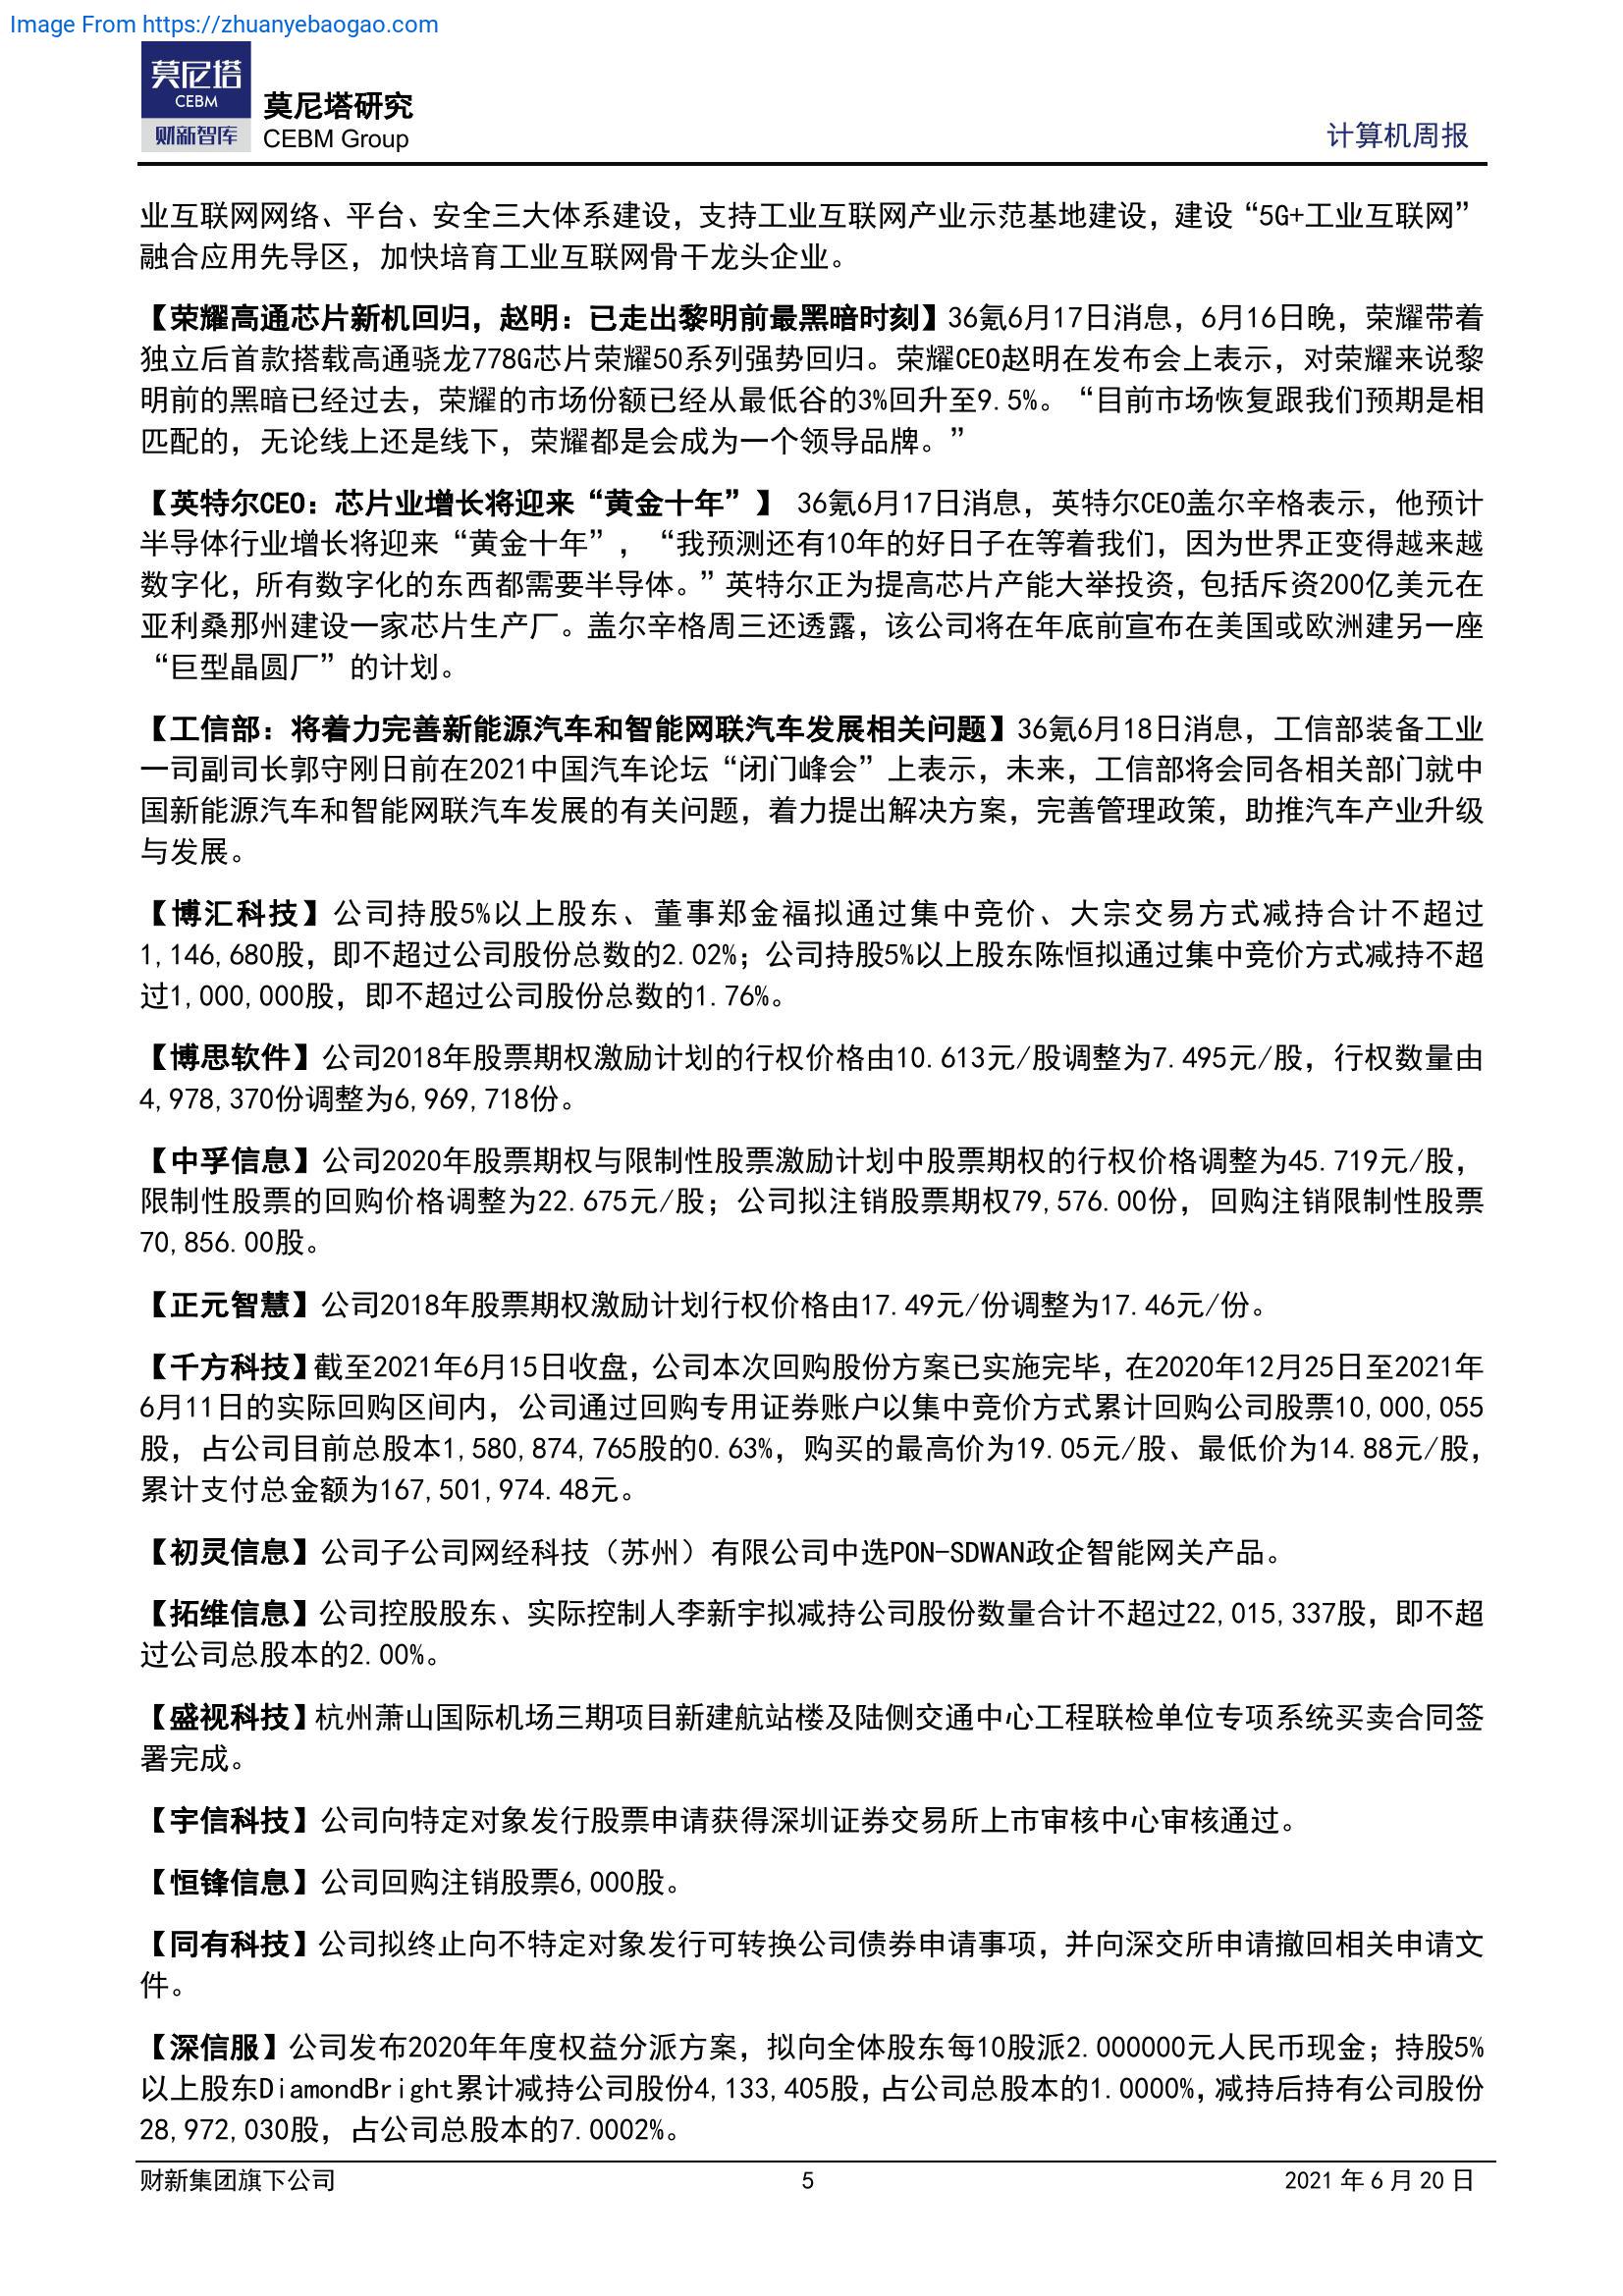 Image From https://zhuanyebaogao.com
莫尼塔
CEBM
财新智库
莫尼塔研究
CEBM Group
计算机周报
业互联网网络、平台、安全三大体系建设，支持工业互联网产业示范基地建设，建设“5G+工业互联网”
融合应用先导区，加快培育工业互联网骨干龙头企业。
【荣耀高通芯片新机回归，赵明：已走出黎明前最黑暗时刻】36氪6月17日消息，6月16日晚，荣耀带着
独立后首款搭载高通骁龙778G芯片荣耀50系列强势回归。荣耀CEO赵明在发布会上表示，对荣耀来说黎
明前的黑暗已经过去，荣耀的市场份额已经从最低谷的3%回升至9.5%。“目前市场恢复跟我们预期是相
匹配的，无论线上还是线下，荣耀都是会成为一个领导品牌。”
【英特尔CEO：芯片业增长将迎来“黄金十年”】 36氪6月17日消息，英特尔CEO盖尔辛格表示，他预计
半导体行业增长将迎来“黄金十年”，“我预测还有10年的好日子在等着我们，因为世界正变得越来越
数字化，所有数字化的东西都需要半导体。”英特尔正为提高芯片产能大举投资，包括斥资200亿美元在
亚利桑那州建设一家芯片生产厂。盖尔辛格周三还透露，该公司将在年底前宣布在美国或欧洲建另一座
“巨型晶圆厂”的计划。
【工信部：将着力完善新能源汽车和智能网联汽车发展相关问题】36氪6月18日消息，工信部装备工业
一司副司长郭守刚日前在2021中国汽车论坛“闭门峰会”上表示，未来，工信部将会同各相关部门就中
国新能源汽车和智能网联汽车发展的有关问题，着力提出解决方案，完善管理政策，助推汽车产业升级
与发展。
【博汇科技】公司持股5%以上股东、董事郑金福拟通过集中竞价、大宗交易方式减持合计不超过
1,146,680股，即不超过公司股份总数的2.02%；公司持股5%以上股东陈恒拟通过集中竞价方式减持不超
过1,000,000股，即不超过公司股份总数的1.76%。
【博思软件】公司2018年股票期权激励计划的行权价格由10.613元/股调整为7.495元/股，行权数量由
4,978,370份调整为6,969,718份。
【中孚信息】公司2020年股票期权与限制性股票激励计划中股票期权的行权价格调整为45.719元/股，
限制性股票的回购价格调整为22.675元/股；公司拟注销股票期权79,576.00份，回购注销限制性股票
70,856.00股。
【正元智慧】公司2018年股票期权激励计划行权价格由17.49元/份调整为17.46元/份。
【千方科技】截至2021年6月15日收盘，公司本次回购股份方案已实施完毕，在2020年12月25日至2021年
6月11日的实际回购区间内，公司通过回购专用证券账户以集中竞价方式累计回购公司股票10,000,055
股，占公司目前总股本1,580,874,765股的0.63%，购买的最高价为19.05元/股、最低价为14.88元/股，
累计支付总金额为167,501,974.48元。
【初灵信息】公司子公司网经科技（苏州）有限公司中选PON-SDWAN政企智能网关产品。
【拓维信息】公司控股股东、实际控制人李新宇拟减持公司股份数量合计不超过22,015,337股，即不超
过公司总股本的2.00%。
【盛视科技】杭州萧山国际机场三期项目新建航站楼及陆侧交通中心工程联检单位专项系统买卖合同签
署完成。
【宇信科技】公司向特定对象发行股票申请获得深圳证券交易所上市审核中心审核通过。
【恒锋信息】公司回购注销股票6,000股。
【同有科技】公司拟终止向不特定对象发行可转换公司债券申请事项，并向深交所申请撤回相关申请文
件。
【深信服】公司发布2020年年度权益分派方案，拟向全体股东每10股派2.000000元人民币现金；持股5%
以上股东DiamondBright累计减持公司股份4,133,405股，占公司总股本的1.0000%，减持后持有公司股份
28,972,030股，占公司总股本的7.0002%。
财新集团旗下公司
5
2021 年 6 月 20 日